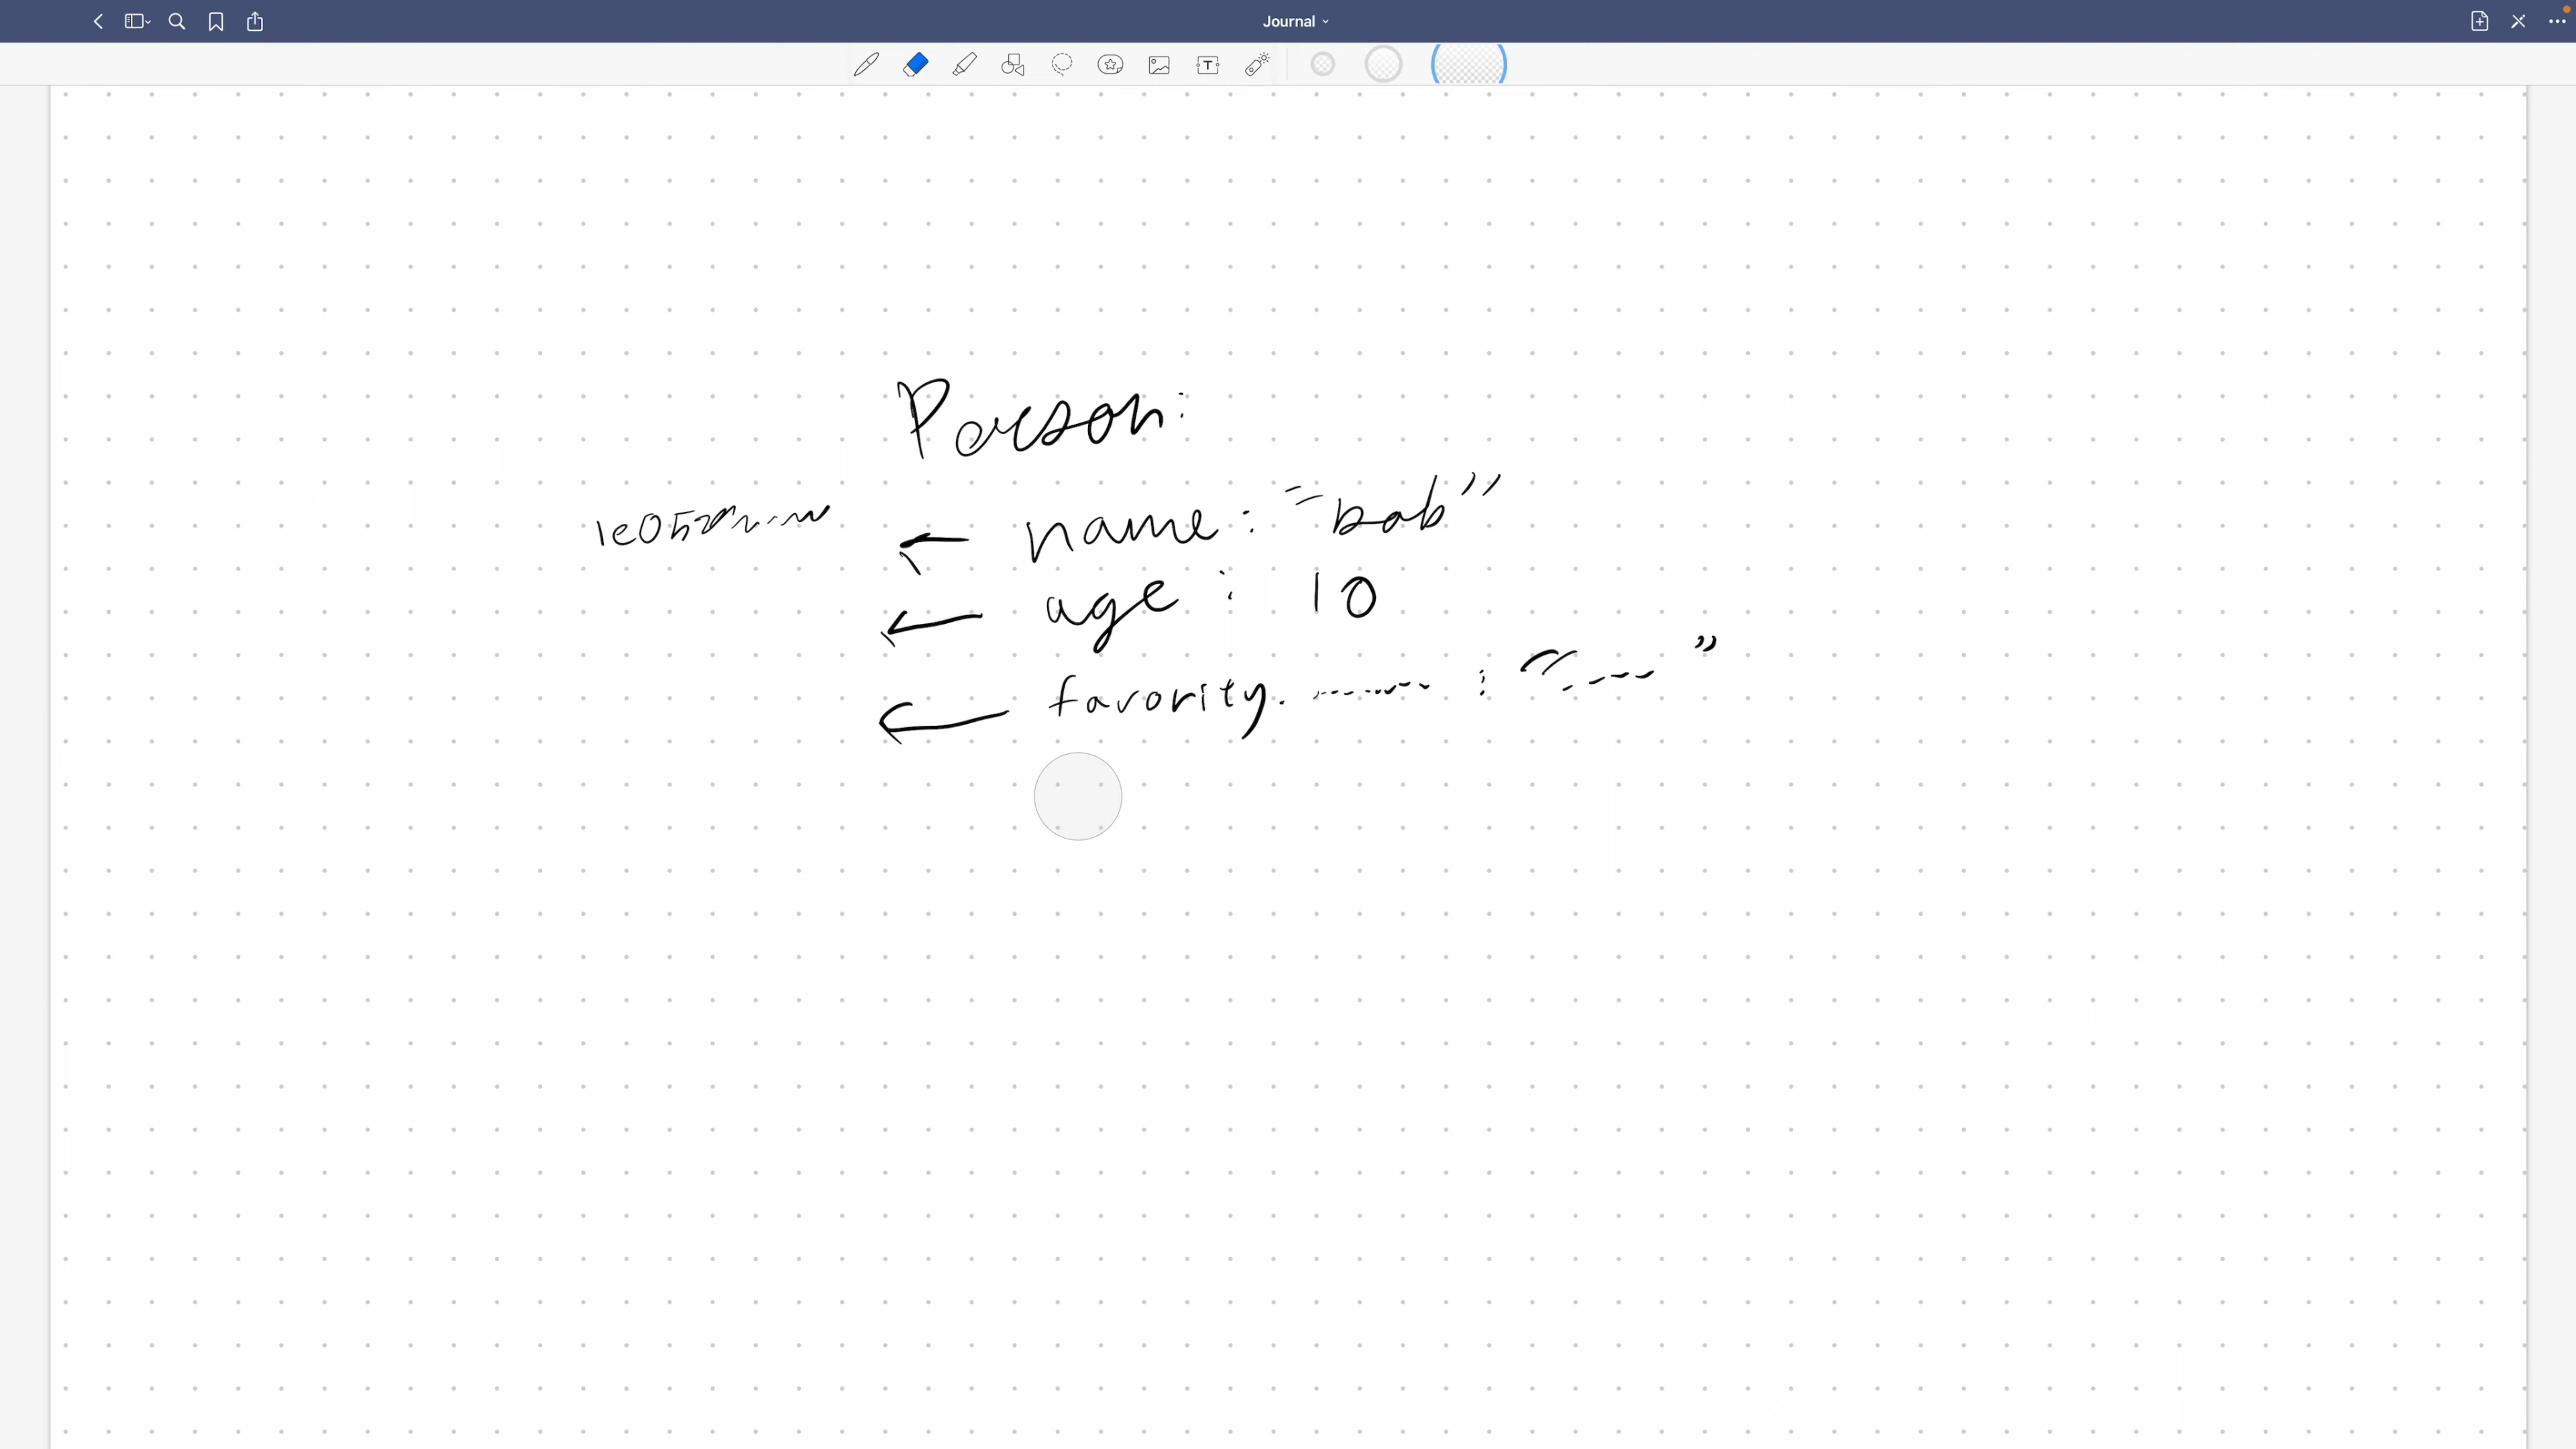 Journal
Person:
name: "bob"
age: 10
favority. ------- : "---- "